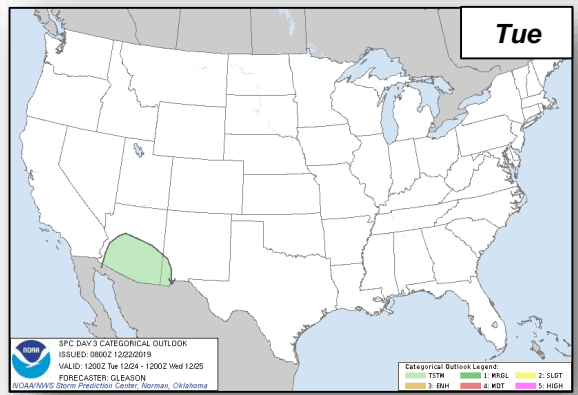 Tue
NOAA
SPC DAY 3 CATEGORICAL OUTLOOK
ISSUED: 0800Z 12/22/2019
VALID: 1200Z Tue 12/24 - 1200Z Wed 12/25
FORECASTER: GLEASON
NOAA/NWS Storm Prediction Center, Norman, Oklahoma
Categorical Outlook Legend:
TSTM 1: MRGL 2: SLGT
3: ENH 4: MDT 5: HIGH